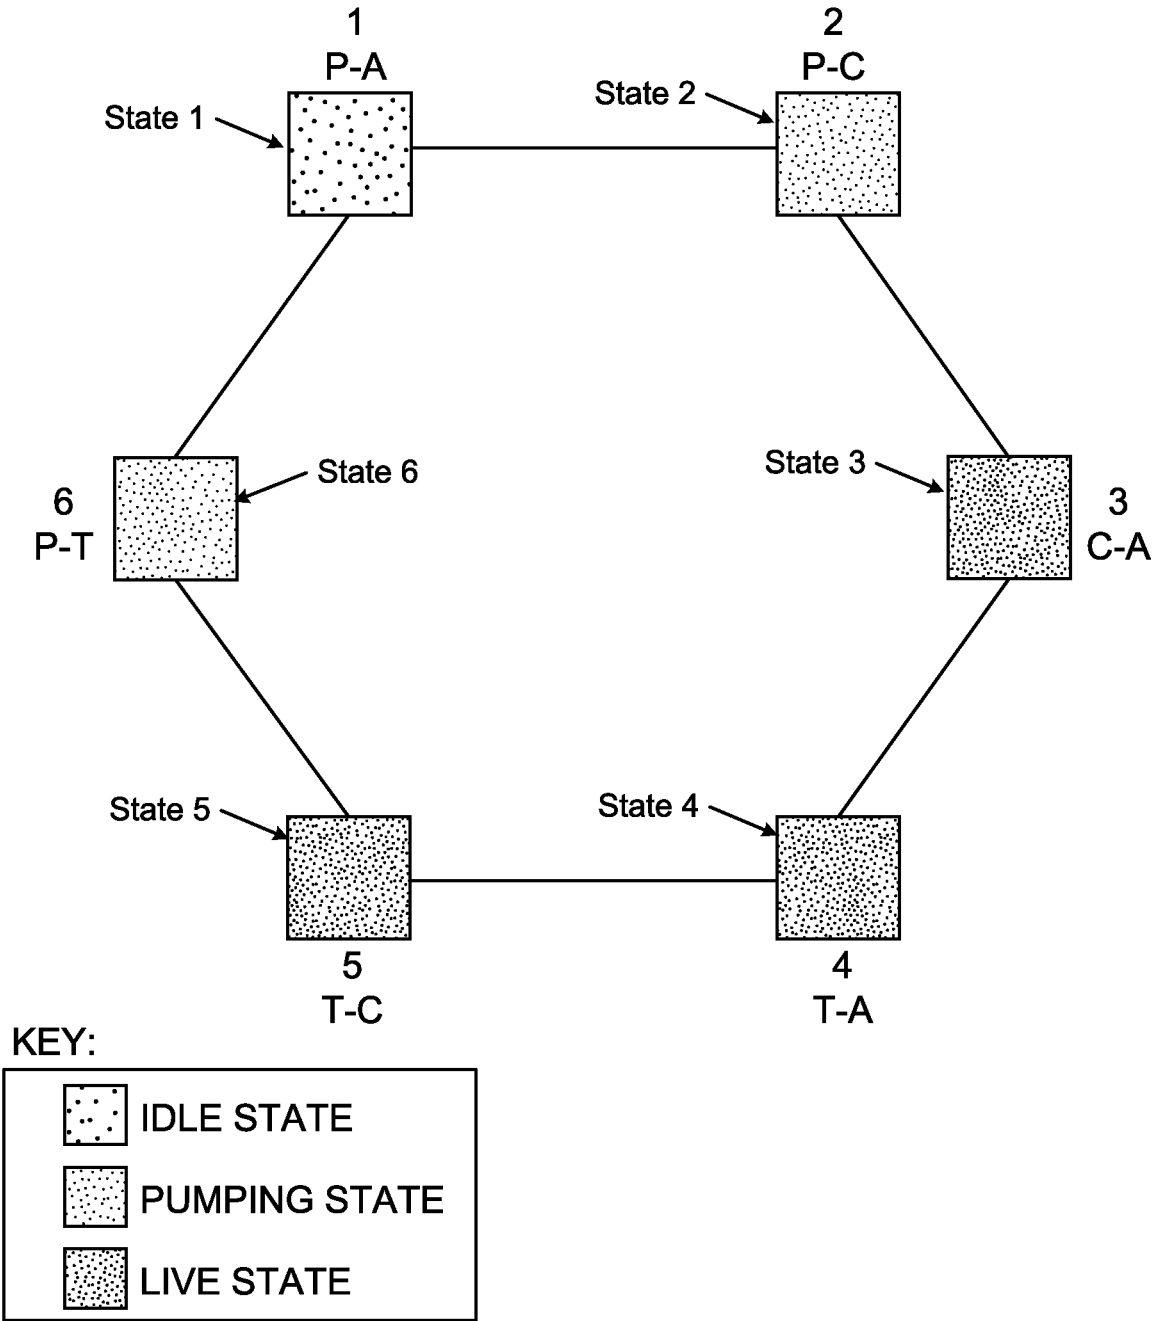 1
P-A
State 1
2
P-C
State 2
State 3
3
C-A
6
P-T
State 6
State 5
5
T-C
State 4
4
T-A
KEY:
IDLE STATE
PUMPING STATE
LIVE STATE